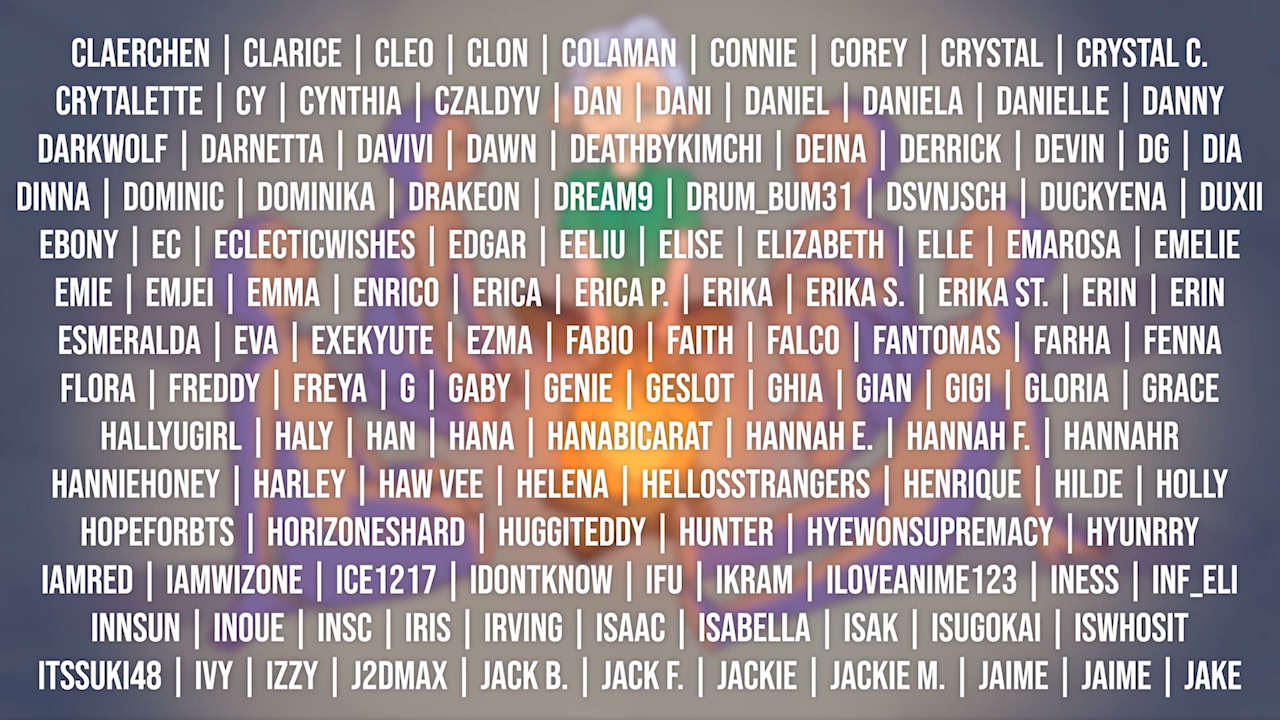 CLAERCHEN | CLARICE | CLEO | CLON | COLAMAN | CONNIE | COREY | CRYSTAL | CRYSTAL C.
CRYTALETTE | CY | CYNTHIA | CZALDYV | DAN | DANI | DANIEL | DANIELA | DANIELLE | DANNY
DARKWOLF | DARNETTA | DAVIVI | DAWN | DEATHBYKIMCHI | DEINA | DERRICK | DEVIN | DG | DIA
DINNA | DOMINIC | DOMINIKA | DRAKEON | DREAM9 | DRUM_BUM31 | DSVNJSCH | DUCKYENA | DUXII
EBONY | EC | ECLECTICWISHES | EDGAR | EELIU | ELISE | ELIZABETH | ELLE | EMAROSA | EMELIE
EMIE | EMJEI | EMMA | ENRICO | ERICA | ERICA P. | ERIKA | ERIKA S. | ERIKA ST. | ERIN | ERIN
ESMERALDA | EVA | EXEKYUTE | EZMA | FABIO | FAITH | FALCO | FANTOMAS | FARHA | FENNA
FLORA | FREDDY | FREYA | G | GABY | GENIE | GESLOT | GHIA | GIAN | GIGI | GLORIA | GRACE
HALLYUGIRL | HALY | HAN | HANA | HANABICARAT | HANNAH E. | HANNAH F. | HANNAHR
HANNIEHONEY | HARLEY | HAW VEE | HELENA | HELLOSSTRANGERS | HENRIQUE | HILDE | HOLLY
HOPEFORBTS | HORIZONESHARD | HUGGITEDDY | HUNTER | HYEWONSUPREMACY | HYUNRRY
IAMRED | IAMWIZONE | ICE1217 | IDONTKNOW | IFU | IKRAM | ILOVEANIME123 | INESS | INF_ELI
INNSUN | INOUE | INSC | IRIS | IRVING | ISAAC | ISABELLA | ISAK | ISUGOKAI | ISWHOSIT
ITSSUKI48 | IVY | IZZY | J2DMAX | JACK B. | JACK F. | JACKIE | JACKIE M. | JAIME | JAIME | JAKE